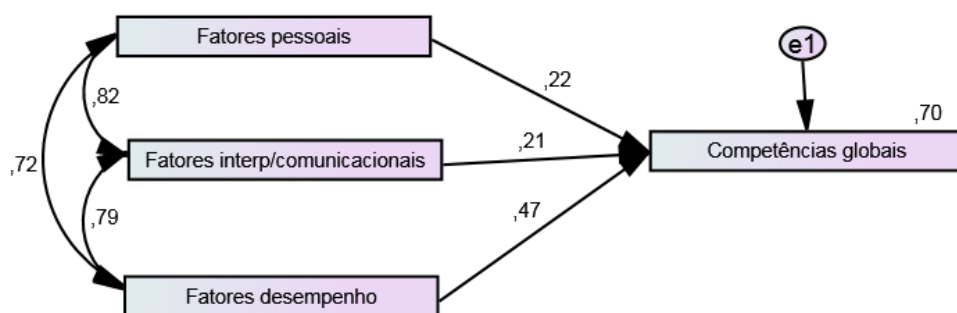 Fatores pessoais
e1
,22
,82
,70
Fatores interp/comunicacionais
,21
Competências globais
,72
,79
,47
Fatores desempenho